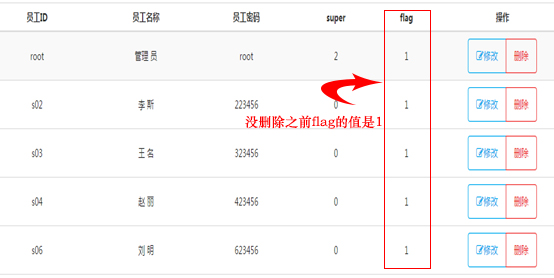 员工ID 员工名称 员工密码 super flag 操作
root 管理 员 root 2 1 修改 删除
s02 李 斯 223456 0 1 修改 删除
没删除之前flag的值是1
s03 王 名 323456 0 1 修改 删除
s04 赵 丽 423456 0 1 修改 删除
s06 刘 明 623456 0 1 修改 删除